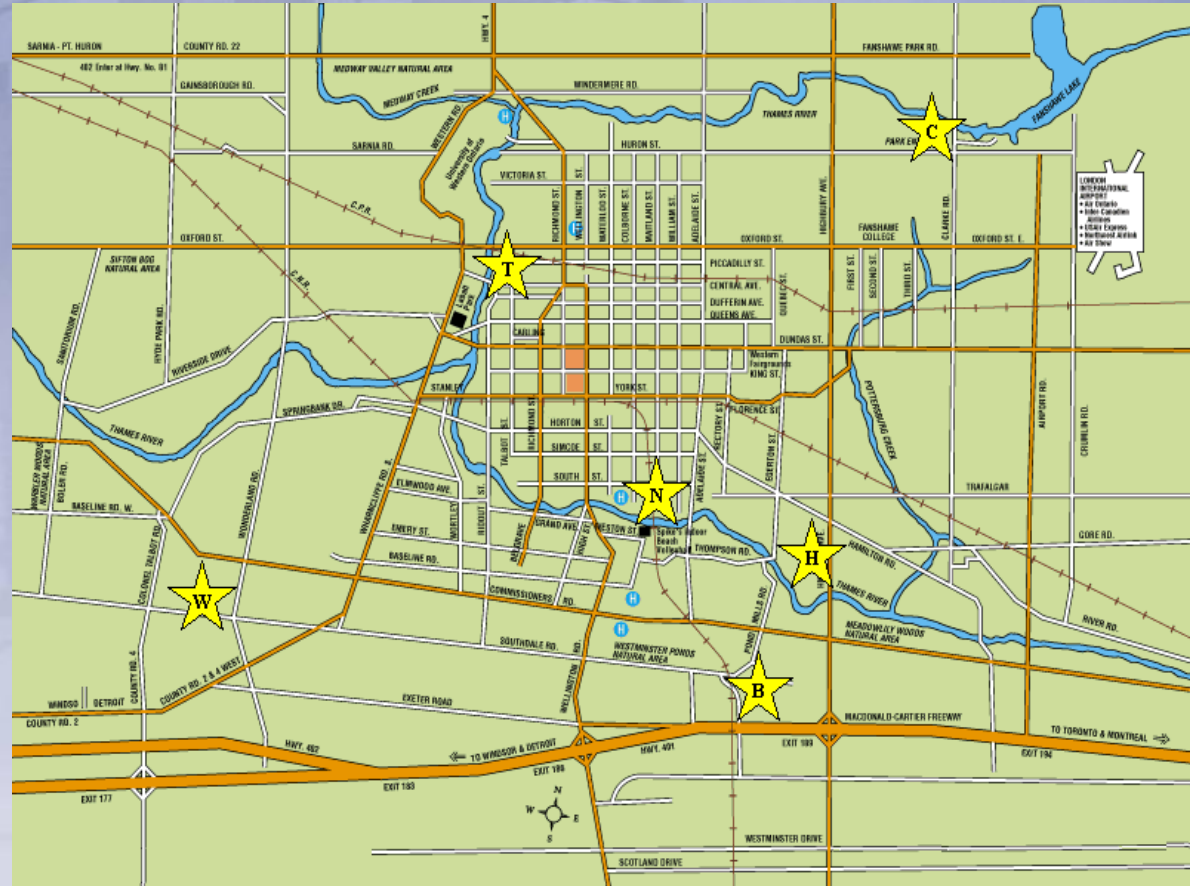 HWY. 4
SARNIA - PT. HURON
COUNTY RD. 22
FANSHAWE PARK RD.
402 Enter at Hwy. No. 81
MEDWAY VALLEY NATURAL AREA
GAINSBOROUGH RD.
MEDWAY CREEK
WINDERMERE RD.
THAMES RIVER
FANSHAWE LAKE
WESTERN RD.
C
SARNIA RD.
University of
Western Ontario
HURON ST.
VICTORIA ST.
RICHMOND ST.
WATERLOO ST.
COLBORNE ST.
MAITLAND ST.
WILLIAM ST.
ADELAIDE ST.
HIGHBURY AVE.
CLARKE RD.
LONDON
INTERNATIONAL
AIRPORT
• Air Ontario
• Inter Canadian
Airlines
• USAir Express
• Northwest Airlink
• Air Show
C.P.R.
OXFORD ST.
OXFORD ST.
FANSHAWE
COLLEGE
OXFORD ST. E.
SIFTON BOG
NATURAL AREA
T
C.N.R.
PICCADILLY ST.
CENTRAL AVE.
DUFFERIN AVE.
QUEENS AVE.
QUEBEC ST.
FIRST ST.
SECOND ST.
THIRD ST.
Labatt
Park
SANATORIUM RD.
HYDE PARK RD.
RIVERSIDE DRIVE
CARLING
DUNDAS ST.
Western
Fairgrounds
KING ST.
STANLEY
YORK ST.
FLORENCE ST.
SPRINGBANK DR.
THAMES RIVER
HORTON ST.
SIMCOE ST.
SOUTH ST.
TALBOT ST.
RICHMOND ST.
RECTORY ST.
EGERTON ST.
ADELAIDE ST.
POTTERSBURG CREEK
AIRPORT RD.
CRUMLIN RD.
TRAFALGAR
WARBLER WOODS
NATURAL AREA
BOLER RD.
BASELINE RD. W.
WONDERLAND RD.
WHARNCLIFFE RD. S.
ELMWOOD AVE.
WORTLEY
RIDOUT ST.
N
EMERY ST.
BASELINE RD.
BELGRAVE
GRAND AVE.
HIGH ST.
WESTON ST.
Spike's Indoor
Beach
Volleyball
THOMPSON RD.
H
HAMILTON RD.
GORE RD.
COLONEL TALBOT RD.
W
COMMISSIONERS RD.
POND MILLS RD
THAMES RIVER
RIVER RD.
MEADOWLILY WOODS
NATURAL AREA
SOUTHDALE RD.
WESTMINSTER PONDS
NATURAL AREA
B
COUNTY RD. 4
COUNTY RD. 2 & 4 WEST
EXETER ROAD
WELLINGTON RD.
WINDSO
DETROIT
COUNTY RD. 2
MACDONALD-CARTIER FREEWAY
TO TORONTO & MONTREAL
HWY. 402
TO WINDSOR & DETROIT
HWY. 401
EXIT 189
EXIT 194
EXIT 186
EXIT 183
EXIT 177
N
W E
S
WESTMINSTER DRIVE
SCOTLAND DRIVE